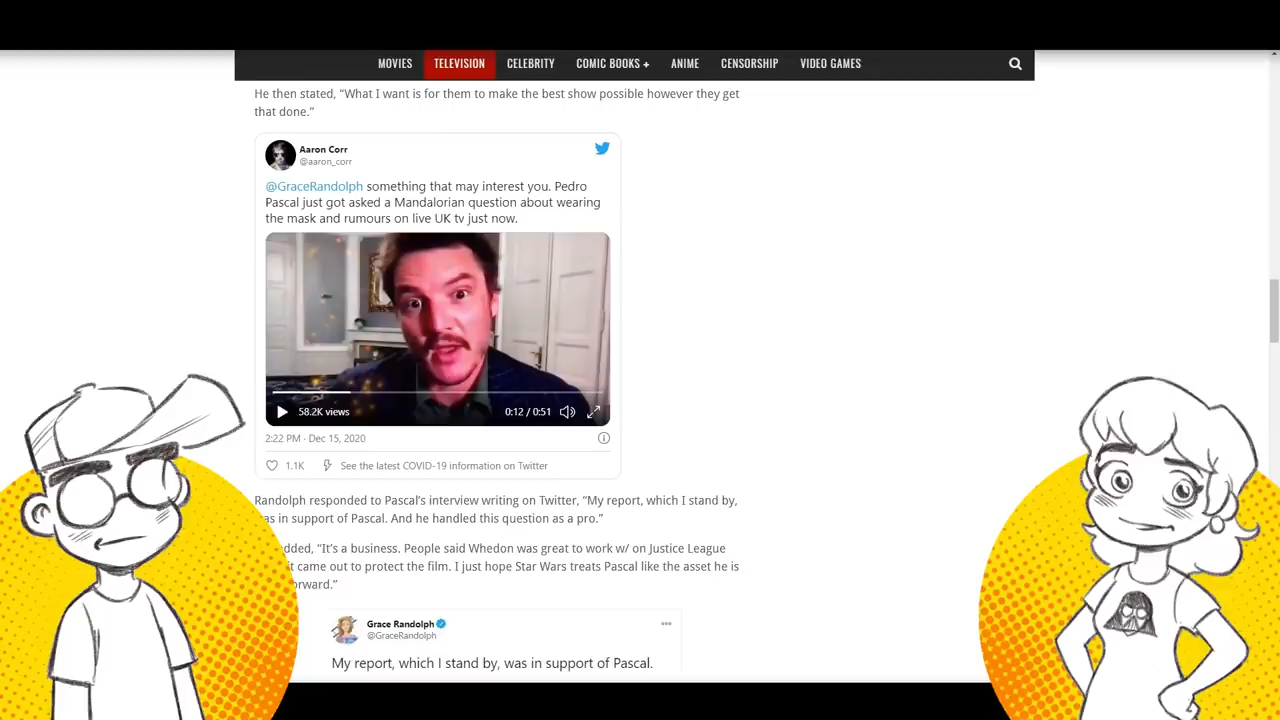 MOVIES TELEVISION CELEBRITY COMIC BOOKS + ANIME CENSORSHIP VIDEO GAMES
He then stated, “What I want is for them to make the best show possible however they get
that done.”
Aaron Corr
@aaron_corr
@GraceRandolph something that may interest you. Pedro
Pascal just got asked a Mandalorian question about wearing
the mask and rumours on live UK tv just now.
58.2K views 0:12 / 0:51
2:22 PM · Dec 15, 2020
1.1K See the latest COVID-19 information on Twitter
Randolph responded to Pascal’s interview writing on Twitter, “My report, which I stand by,
as in support of Pascal. And he handled this question as a pro.”
“It’s a business. People said Whedon was great to work w/ on Justice League
it came out to protect the film. I just hope Star Wars treats Pascal like the asset he is
Grace Randolph
@GraceRandolph
My report, which I stand by, was in support of Pascal.